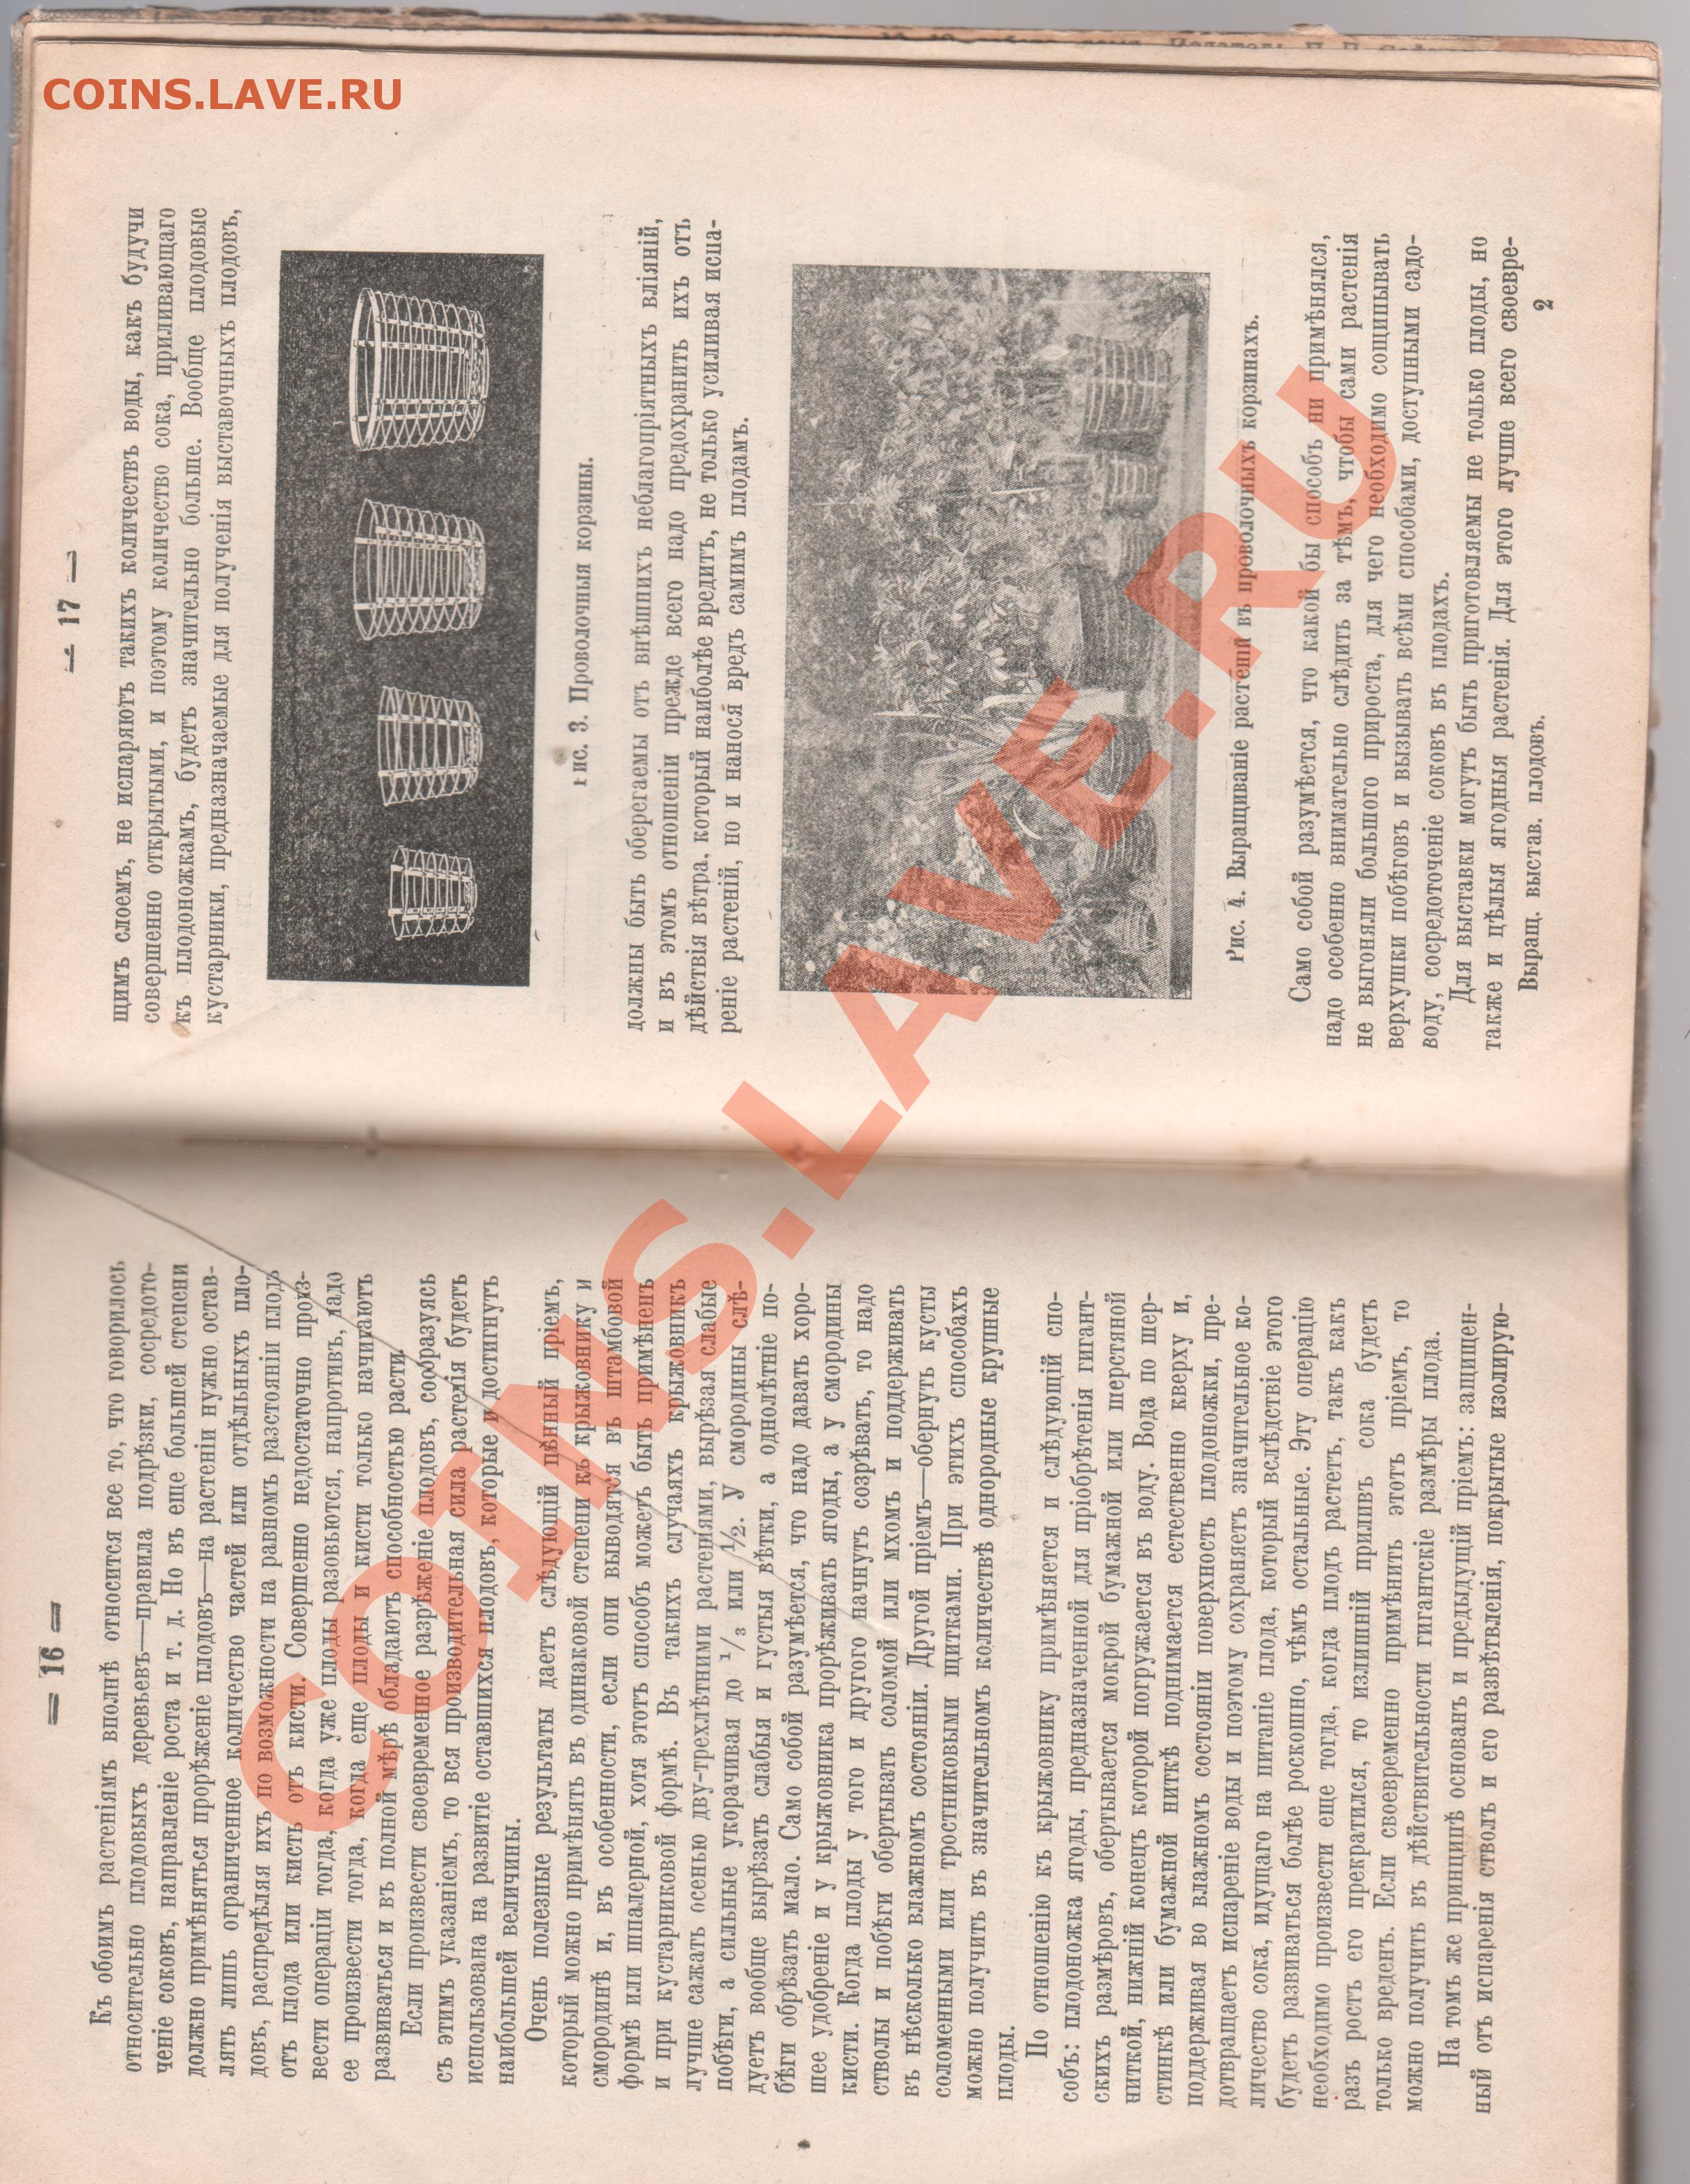 COINS.LAVE.RU
— 16 —
Къ обоимъ растеніямъ вполнѣ относится все то, что говорилось
относительно плодовыхъ деревьевъ—правила подрѣзки, сосредото-
ченіе соковъ, направленіе роста и т. д. Но въ еще большей степени
должно примѣняться прорѣженіе плодовъ—на растеніи нужно остав-
лять лишь ограниченное количество частей или отдѣльныхъ пло-
довъ, распредѣляя ихъ по возможности на равномъ разстояніи плодъ
отъ плода или кисть отъ кисти. Совершенно недостаточно произ-
вести операціи тогда, когда уже плоды разовьются, напротивъ, надо
ее произвести тогда, когда еще плоды и кисти только начинаютъ
развиваться и въ полной мѣрѣ обладаютъ способностью расти.
Если произвести своевременное разрѣженіе плодовъ, сообразуясь
съ этимъ указаніемъ, то вся производительная сила растенія будетъ
использована на развитіе оставшихся плодовъ, которые и достигнутъ
наибольшей величины.
Очень полезные результаты даетъ слѣдующій цѣнный пріемъ,
который можно примѣнять въ одинаковой степени къ крыжовнику и
смородинѣ и, въ особенности, если они выводятся въ штамбовой
формѣ или шпалерной, хотя этотъ способъ можетъ быть примѣненъ
и при кустарниковой формѣ. Въ такихъ случаяхъ крыжовникъ
лучше сажать осенью дву-трехлѣтними растеніями, вырѣзая слабые
побѣги, а сильные укорачивая до ¹/₃ или ½. У смородины слѣ-
дуетъ вообще вырѣзать слабыя и густыя вѣтки, а однолѣтніе по-
бѣги обрѣзать мало. Само собой разумѣется, что надо давать хоро-
шее удобреніе и у крыжовника прорѣживать ягоды, а у смородины
кисти. Когда плоды у того и другого начнутъ созрѣвать, то надо
стволы и побѣги обертывать соломой или мхомъ и поддерживать
въ нѣсколько влажномъ состояніи. Другой пріемъ—обернуть кусты
соломенными или тростниковыми щитками. При этихъ способахъ
можно получить въ значительномъ количествѣ однородные крупные
плоды.
По отношенію къ крыжовнику примѣняется и слѣдующій спо-
собъ: плодоножка ягоды, предназначенной для пріобрѣтенія гигант-
скихъ размѣровъ, обертывается мокрой бумажной или шерстяной
ниткой, нижній конецъ которой погружается въ воду. Вода по шер-
стинкѣ или бумажной ниткѣ поднимается естественно кверху и,
поддерживая во влажномъ состояніи поверхность плодоножки, пре-
дотвращаетъ испареніе воды и поэтому сохраняетъ значительное ко-
личество сока, идущаго на питаніе плода, который вслѣдствіе этого
будетъ развиваться болѣе роскошно, чѣмъ остальные. Эту операцію
необходимо произвести еще тогда, когда плодъ растетъ, такъ какъ
разъ ростъ его прекратился, то излишній приливъ сока будетъ
только вреденъ. Если своевременно примѣнить этотъ пріемъ, то
можно получить въ дѣйствительности гигантскіе размѣры плода.
На томъ же принципѣ основанъ и предыдущій пріемъ: защищен-
ный отъ испаренія стволъ и его развѣтвленія, покрытые изолирую-
— 17 —
щимъ слоемъ, не испаряютъ такихъ количествъ воды, какъ будучи
совершенно открытыми, и поэтому количество сока, приливающаго
къ плодоножкамъ, будетъ значительно больше. Вообще плодовые
кустарники, предназначаемые для полученія выставочныхъ плодовъ,
Рис. 3. Проволочныя корзины.
должны быть оберегаемы отъ внѣшнихъ неблагопріятныхъ вліяній,
и въ этомъ отношеніи прежде всего надо предохранить ихъ отъ
дѣйствія вѣтра, который наиболѣе вредитъ, не только усиливая испа-
реніе растеній, но и нанося вредъ самимъ плодамъ.
Рис. 4. Выращиваніе растеній въ проволочныхъ корзинахъ.
Само собой разумѣется, что какой бы способъ ни примѣнялся,
надо особенно внимательно слѣдить за тѣмъ, чтобы сами растенія
не выгоняли большого прироста, для чего необходимо сощипывать
верхушки побѣговъ и вызывать всѣми способами, доступными садо-
воду, сосредоточіе соковъ въ плодахъ.
Для выставки могутъ быть приготовляемы не только плоды, но
также и цѣлыя ягодныя растенія. Для этого лучше всего своевре-
Выращ. выстав. плодовъ.
2
COINS.LAVE.RU